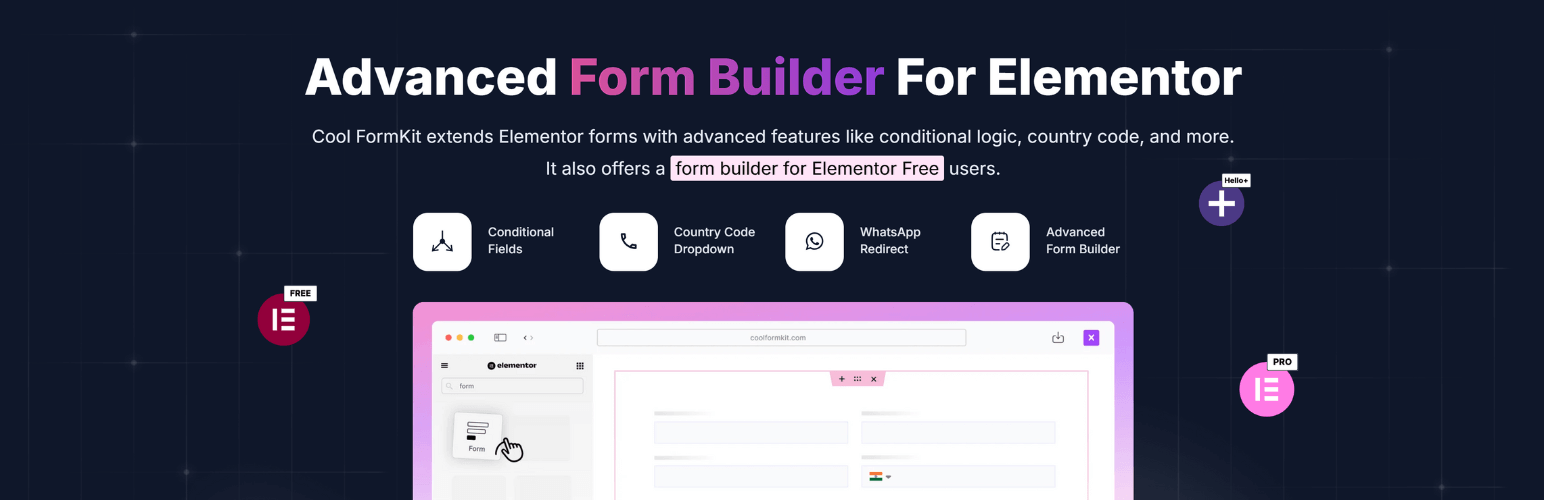 Advanced Form Builder For Elementor
Cool FormKit extends Elementor forms with advanced features like conditional logic, country code, and more.
It also offers a form builder for Elementor Free users.
Hello+
Conditional
Fields
Country Code
Dropdown
WhatsApp
Redirect
Advanced
Form Builder
FREE
coolformkit.com
X
elementor
form
Form
PRO